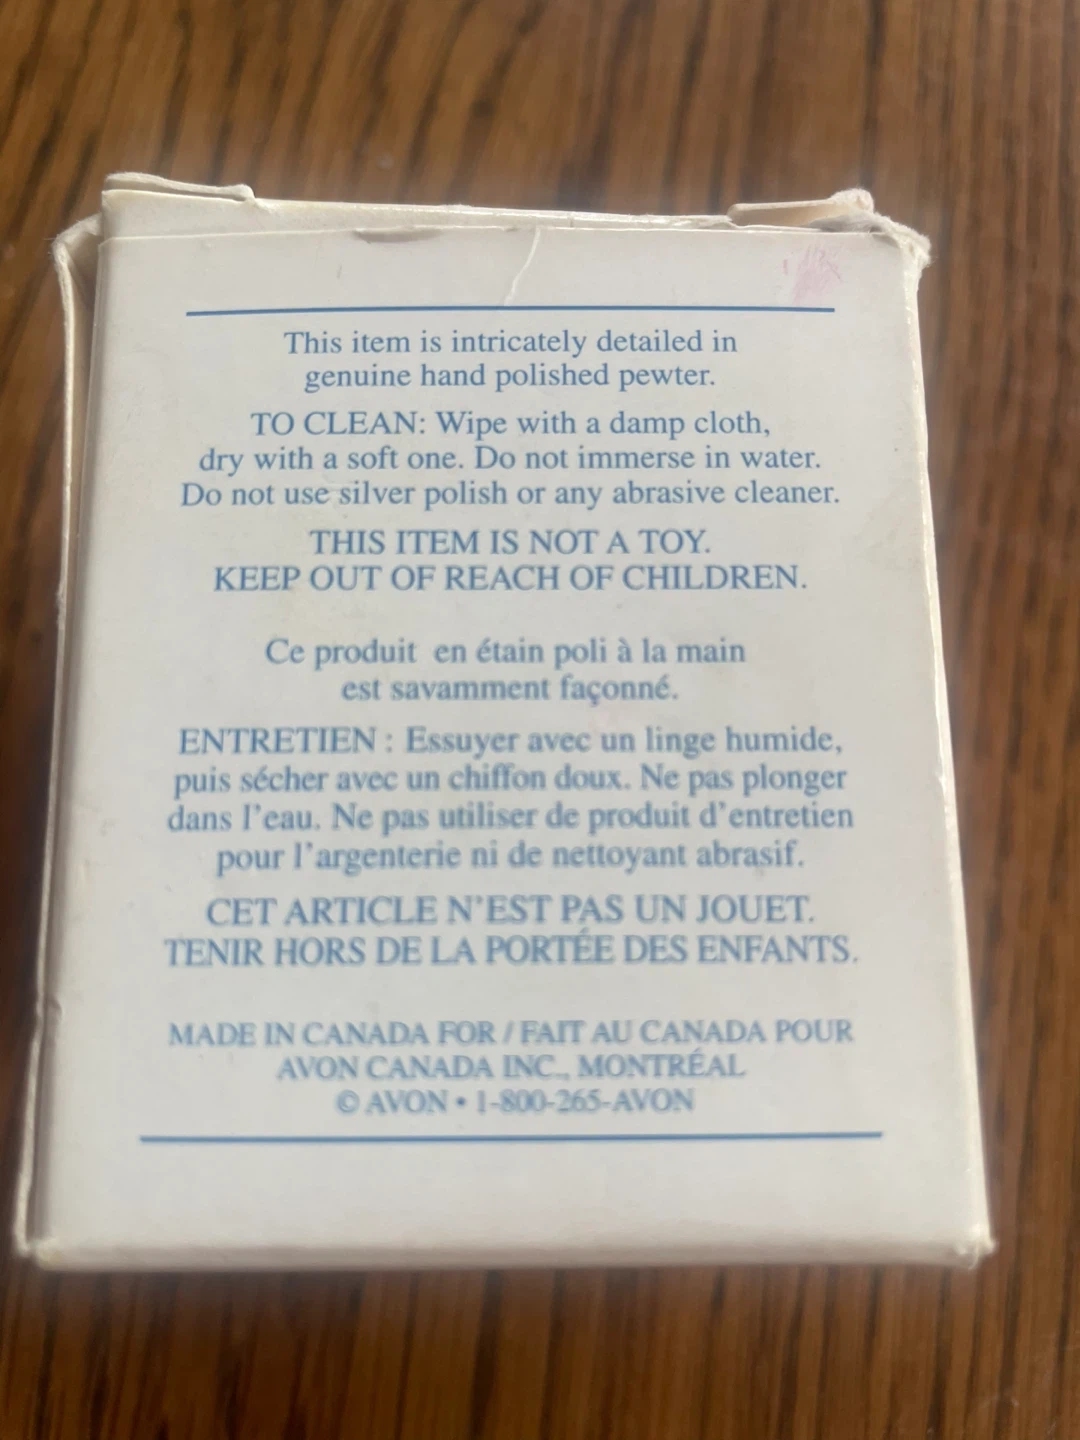 This item is intricately detailed in
genuine hand polished pewter.
TO CLEAN: Wipe with a damp cloth,
dry with a soft one. Do not immerse in water.
Do not use silver polish or any abrasive cleaner.
THIS ITEM IS NOT A TOY.
KEEP OUT OF REACH OF CHILDREN.
Ce produit en étain poli à la main
est savamment façonné.
ENTRETIEN : Essuyer avec un linge humide,
puis sécher avec un chiffon doux. Ne pas plonger
dans l'eau. Ne pas utiliser de produit d'entretien
pour l'argenterie ni de nettoyant abrasif.
CET ARTICLE N'EST PAS UN JOUET.
TENIR HORS DE LA PORTÉE DES ENFANTS.
MADE IN CANADA FOR / FAIT AU CANADA POUR
AVON CANADA INC., MONTRÉAL
© AVON • 1-800-265-AVON